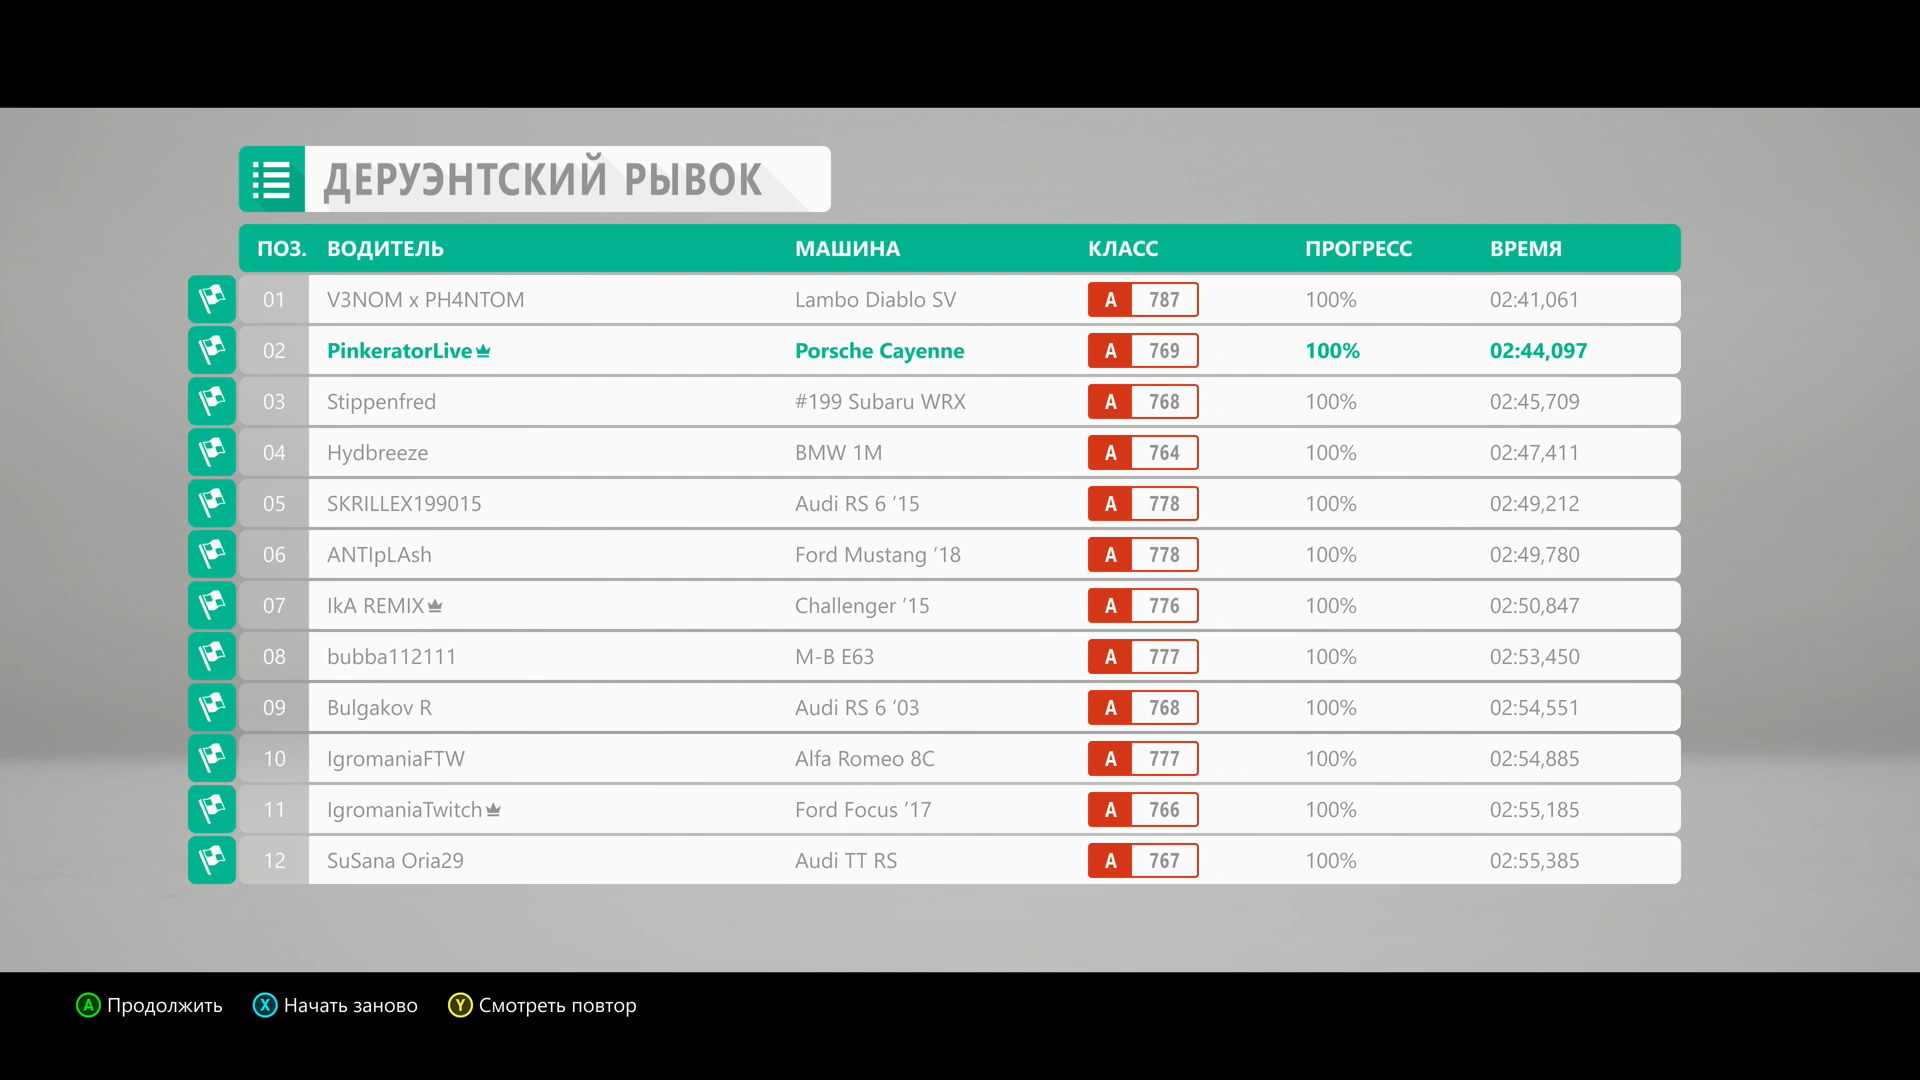 ДЕРУЭНТСКИЙ РЫВОК
ПОЗ. ВОДИТЕЛЬ МАШИНА КЛАСС ПРОГРЕСС ВРЕМЯ
01 V3NOM x PH4NTOM Lambo Diablo SV A 787 100% 02:41,061
02 PinkeratorLive Porsche Cayenne A 769 100% 02:44,097
03 Stippenfred #199 Subaru WRX A 768 100% 02:45,709
04 Hydbreeze BMW 1M A 764 100% 02:47,411
05 SKRILLEX199015 Audi RS 6 ’15 A 778 100% 02:49,212
06 ANTIpLAsh Ford Mustang ’18 A 778 100% 02:49,780
07 IkA REMIX Challenger ’15 A 776 100% 02:50,847
08 bubba112111 M-B E63 A 777 100% 02:53,450
09 Bulgakov R Audi RS 6 ’03 A 768 100% 02:54,551
10 IgromaniaFTW Alfa Romeo 8C A 777 100% 02:54,885
11 IgromaniaTwitch Ford Focus ’17 A 766 100% 02:55,185
12 SuSana Oria29 Audi TT RS A 767 100% 02:55,385
A Продолжить X Начать заново Y Смотреть повтор